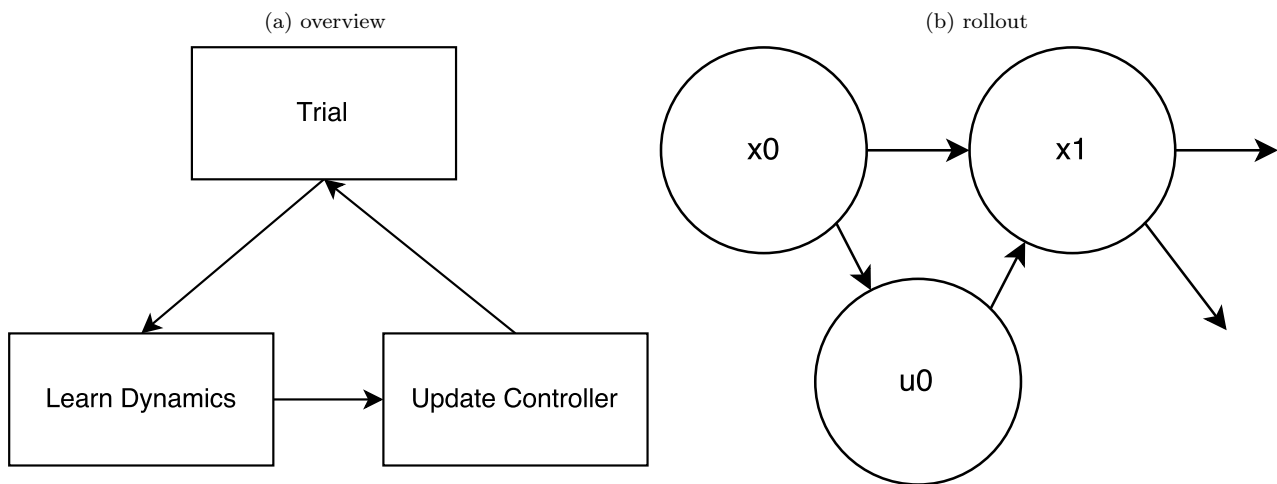 (a) overview
(b) rollout
Trial
x0
x1
Learn Dynamics
Update Controller
u0